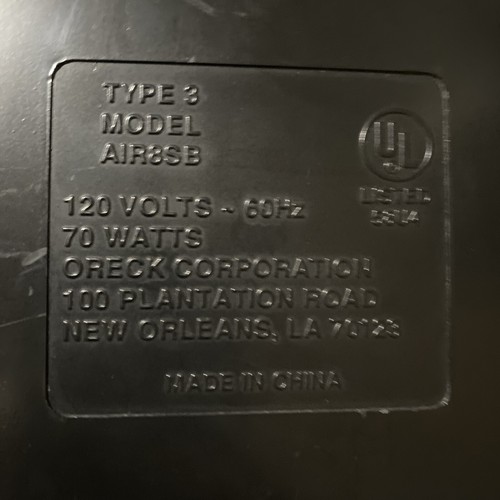 TYPE 3
MODEL
AIR8SB
UL
LISTED
120 VOLTS ~ 60Hz
70 WATTS
ORECK CORPORATION
100 PLANTATION ROAD
NEW ORLEANS, LA 70123
MADE IN CHINA